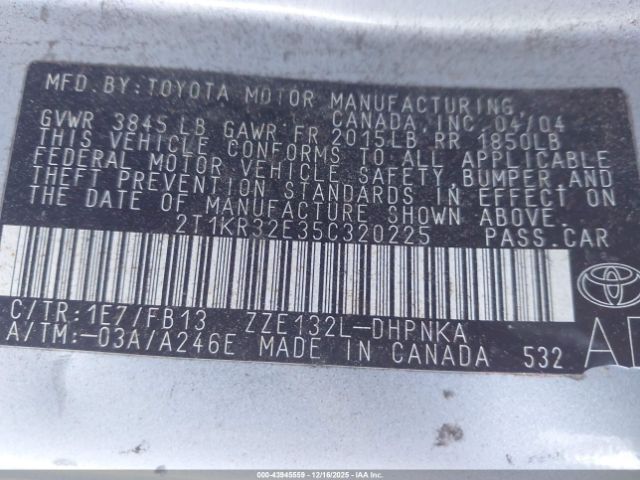 MFD.BY:TOYOTA MOTOR MANUFACTURING
CANADA, INC. 04/04
GVWR 3845 LB GAWR FR 2015LB RR 1850LB
THIS VEHICLE CONFORMS TO ALL APPLICABLE
FEDERAL MOTOR VEHICLE SAFETY, BUMPER AND
THEFT PREVENTION STANDARDS IN EFFECT ON
THE DATE OF MANUFACTURE SHOWN ABOVE.
2T1KR32E35C320225 PASS.CAR
TOYOTA
C/TR:1E7/FB13 ZZE132L-DHPNKA
A/TM:-03A/A246E MADE IN CANADA 532
000-43945559 | 12/16/2025 - IAA Inc.